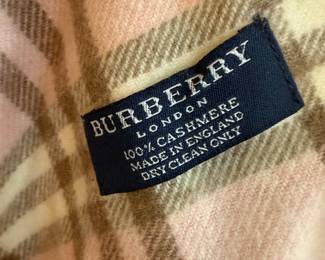 BURBERRY
LONDON
100% CASHMERE
MADE IN ENGLAND
DRY CLEAN ONLY